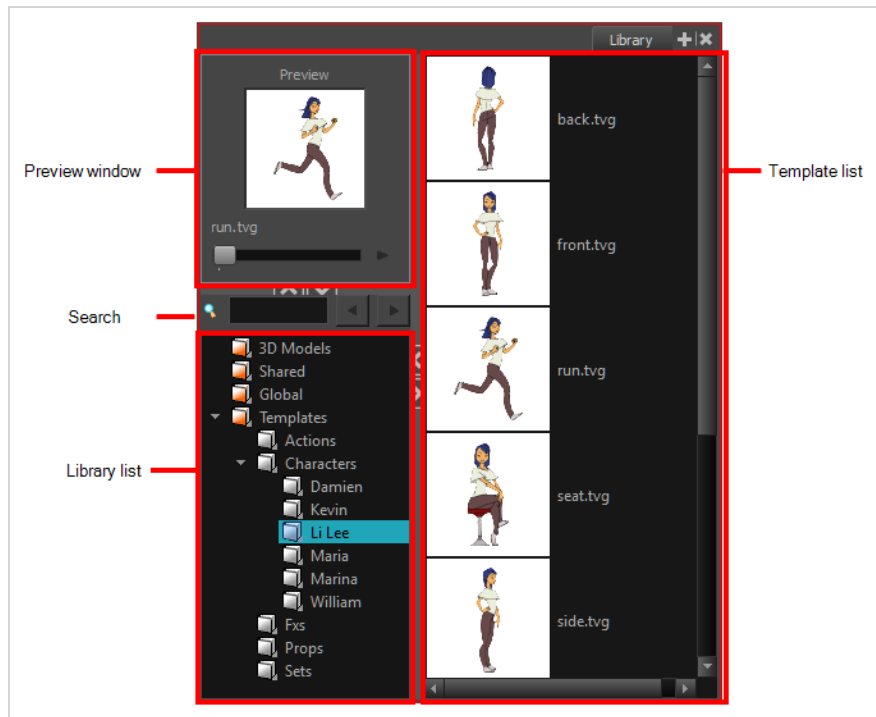 Library
Preview
run.tvg
Preview window
Search
Library list
3D Models
Shared
Global
Templates
Actions
Characters
Damien
Kevin
Li Lee
Maria
Marina
William
Fxs
Props
Sets
back.tvg
front.tvg
run.tvg
seat.tvg
side.tvg
Template list